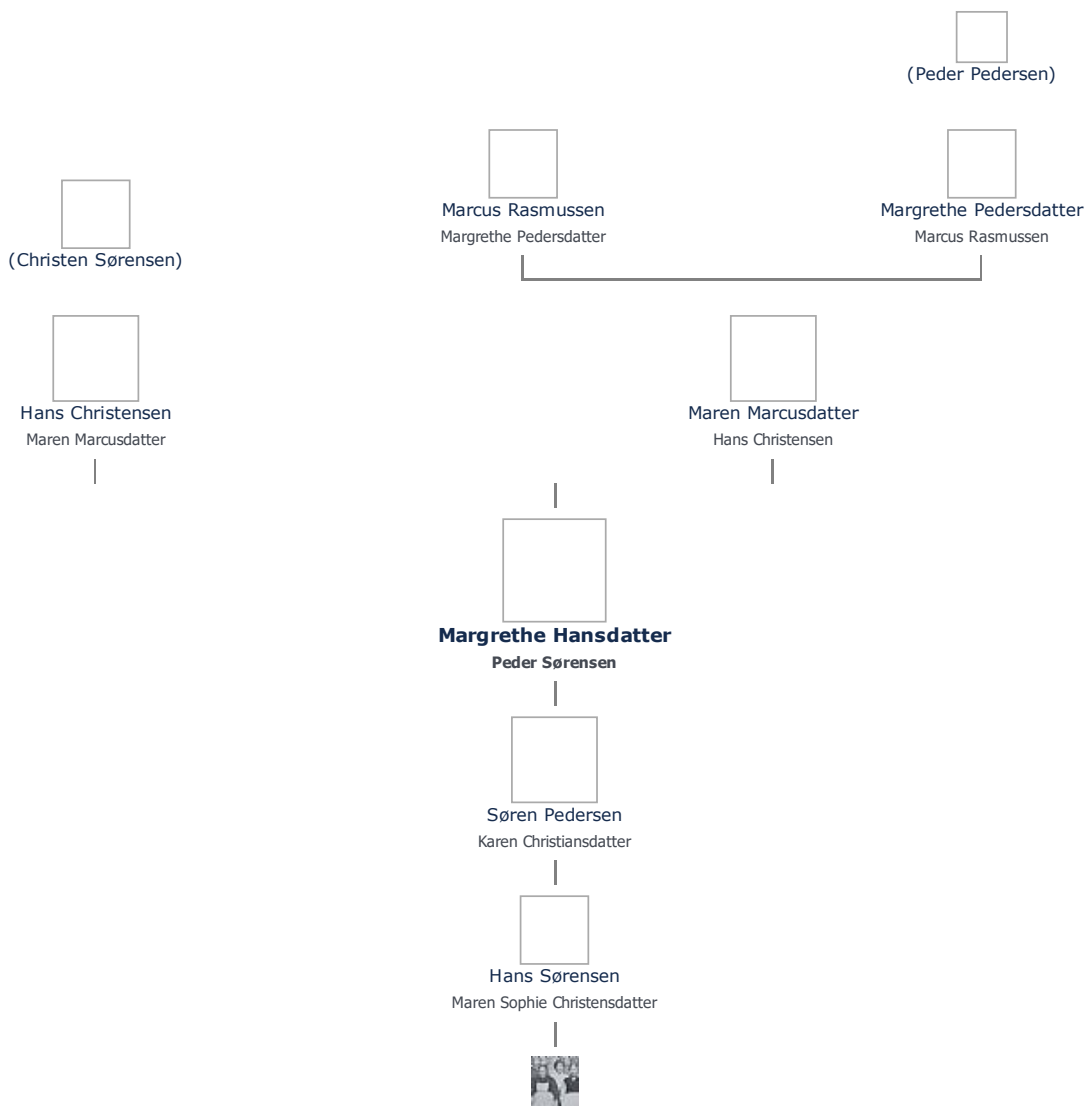 (Peder Pedersen)
Marcus Rasmussen
Margrethe Pedersdatter
Margrethe Pedersdatter
Marcus Rasmussen
(Christen Sørensen)
Hans Christensen
Maren Marcusdatter
Maren Marcusdatter
Hans Christensen
Margrethe Hansdatter
Peder Sørensen
Søren Pedersen
Karen Christiansdatter
Hans Sørensen
Maren Sophie Christensdatter